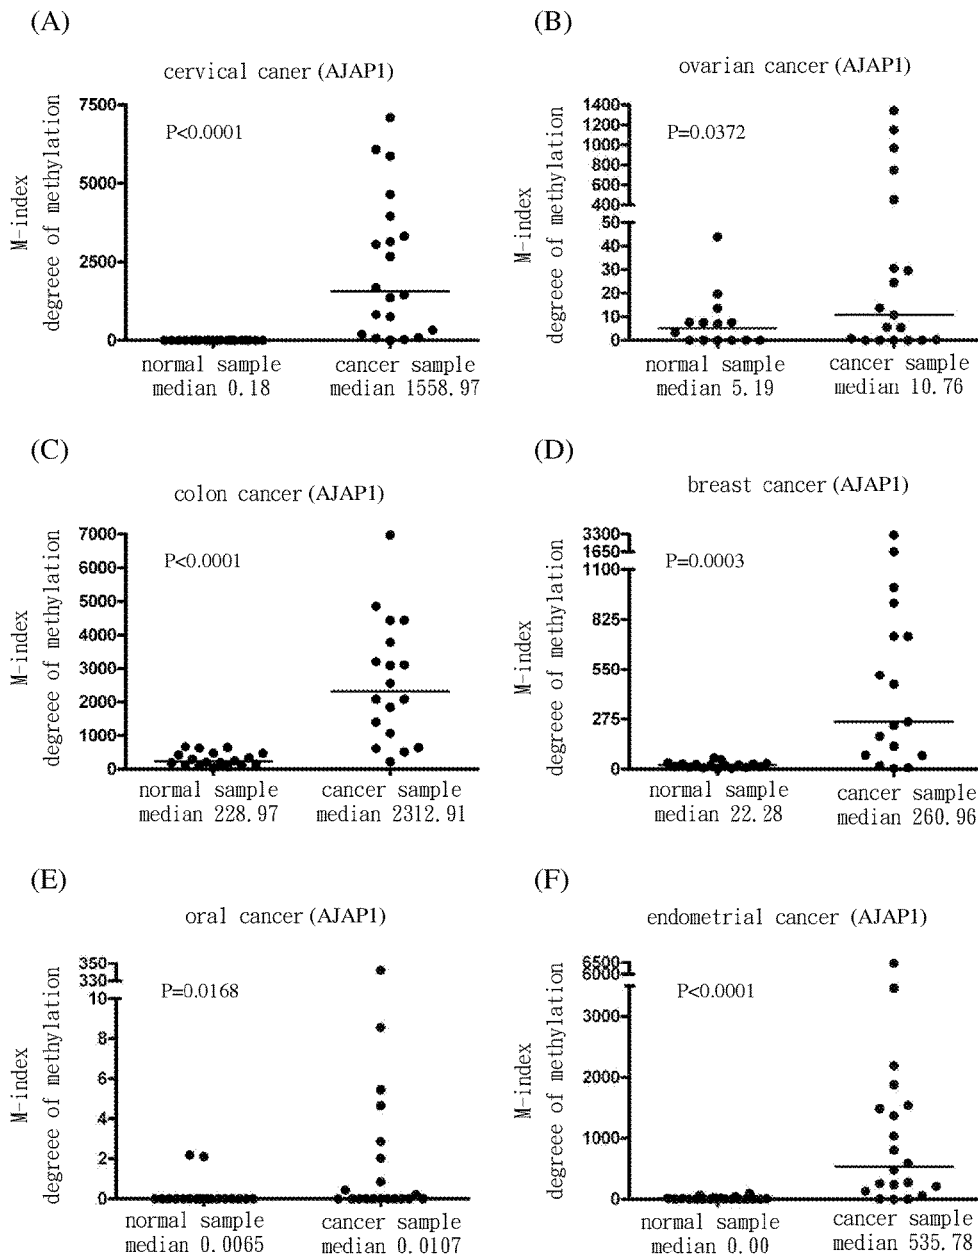 (A)
cervical caner (AJAP1)
M-index
degreee of methylation
7500
5000
2500
0
P<0.0001
normal sample
median 0.18
cancer sample
median 1558.97
(B)
ovarian cancer (AJAP1)
M-index
degreee of methylation
1400
1200
1000
800
600
400
50
40
30
20
10
0
P=0.0372
normal sample
median 5.19
cancer sample
median 10.76
(C)
colon cancer (AJAP1)
M-index
degreee of methylation
7000
6000
5000
4000
3000
2000
1000
0
P<0.0001
normal sample
median 228.97
cancer sample
median 2312.91
(D)
breast cancer (AJAP1)
M-index
degreee of methylation
3300
1650
1100
825
550
275
0
P=0.0003
normal sample
median 22.28
cancer sample
median 260.96
(E)
oral cancer (AJAP1)
M-index
degreee of methylation
350
330
10
8
6
4
2
0
P=0.0168
normal sample
median 0.0065
cancer sample
median 0.0107
(F)
endometrial cancer (AJAP1)
M-index
degreee of methylation
6500
6000
3000
2000
1000
0
P<0.0001
normal sample
median 0.00
cancer sample
median 535.78